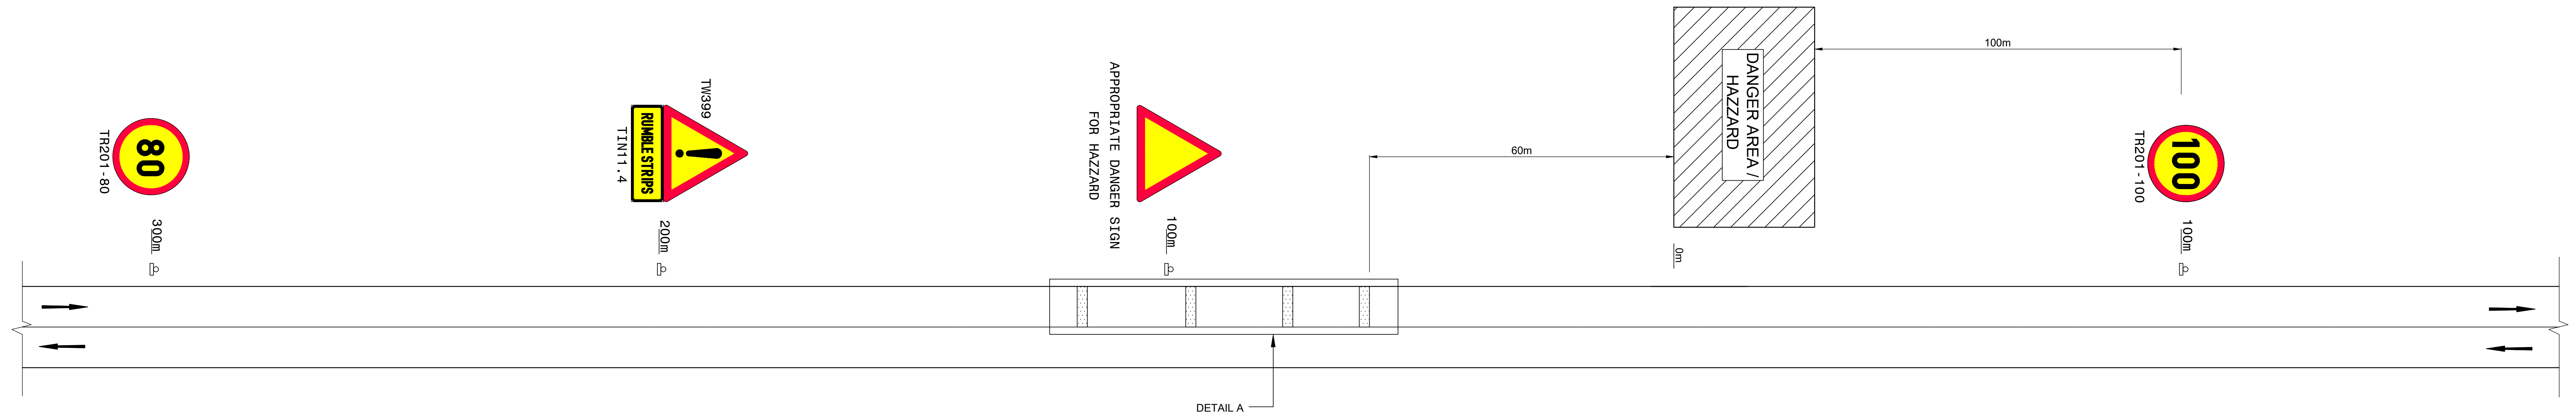 80
TR201-80
300m
TW399
RUMBLE STRIPS
TIN11.4
200m
APPROPRIATE DANGER SIGN
FOR HAZZARD
100m
60m
DANGER AREA /
HAZZARD
0m
100m
100
TR201-100
100m
DETAIL A